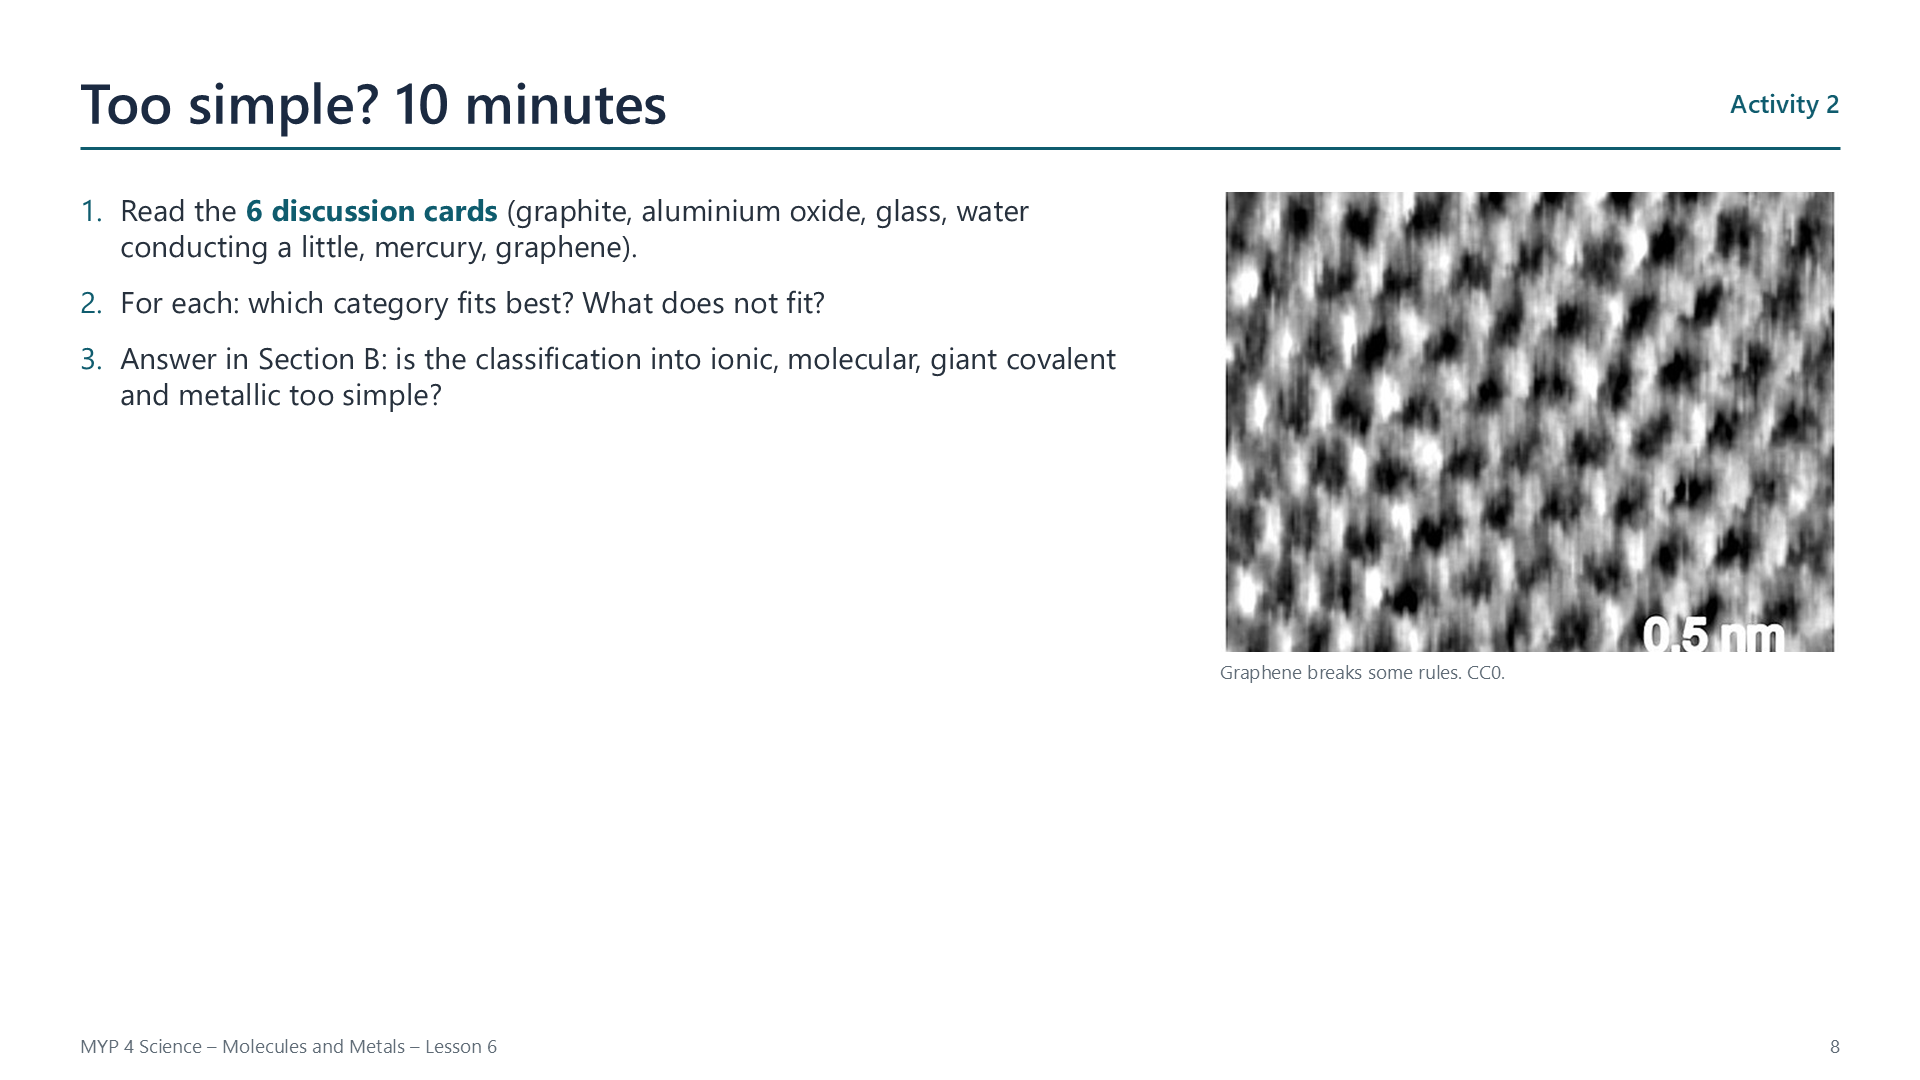 Too simple? 10 minutes
Activity 2
1. Read the 6 discussion cards (graphite, aluminium oxide, glass, water
conducting a little, mercury, graphene).
2. For each: which category fits best? What does not fit?
3. Answer in Section B: is the classification into ionic, molecular, giant covalent
and metallic too simple?
0.5 nm
Graphene breaks some rules. CC0.
MYP 4 Science – Molecules and Metals – Lesson 6
8